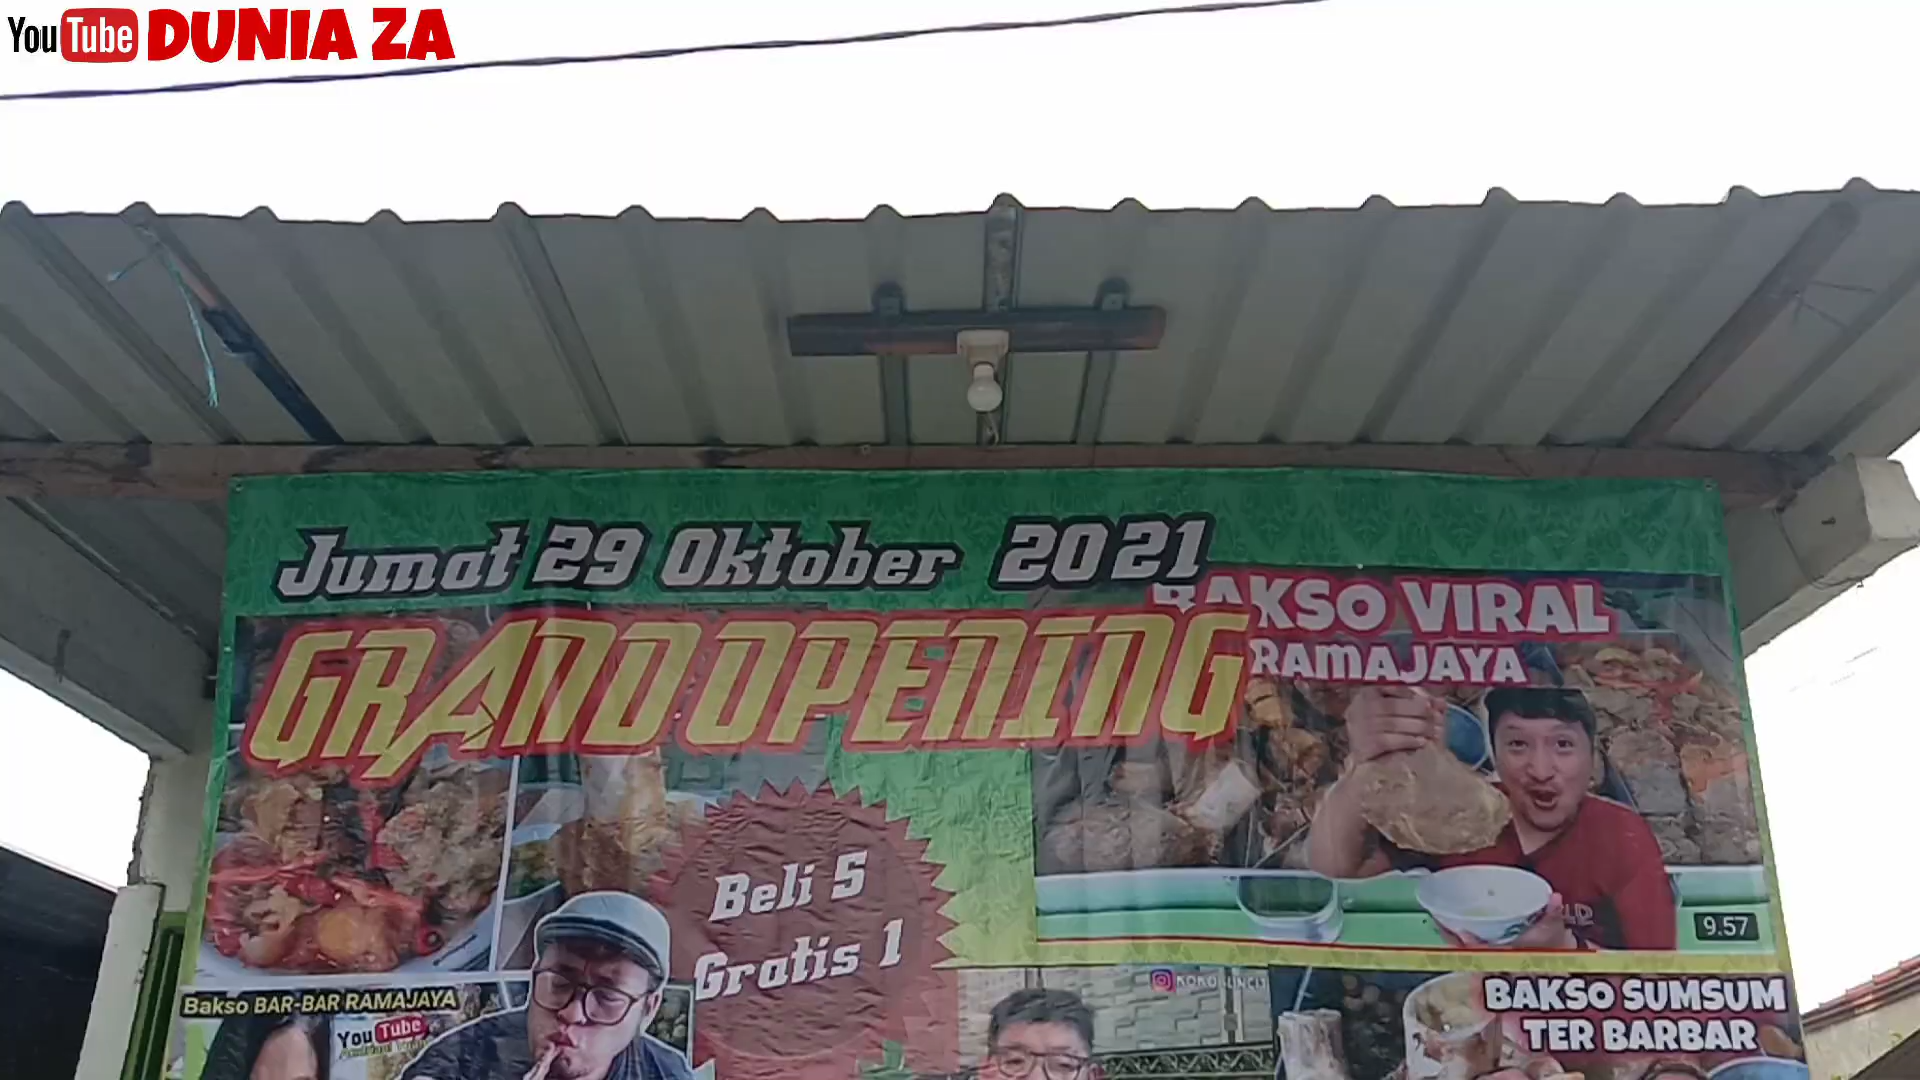 YouTube DUNIA ZA
Jumat 29 Oktober 2021
GRAND OPENING
BAKSO VIRAL
RAMAJAYA
Beli 5
Gratis 1
9.57
Bakso BAR-BAR RAMAJAYA
YouTube
BAKSO SUMSUM
TER BARBAR